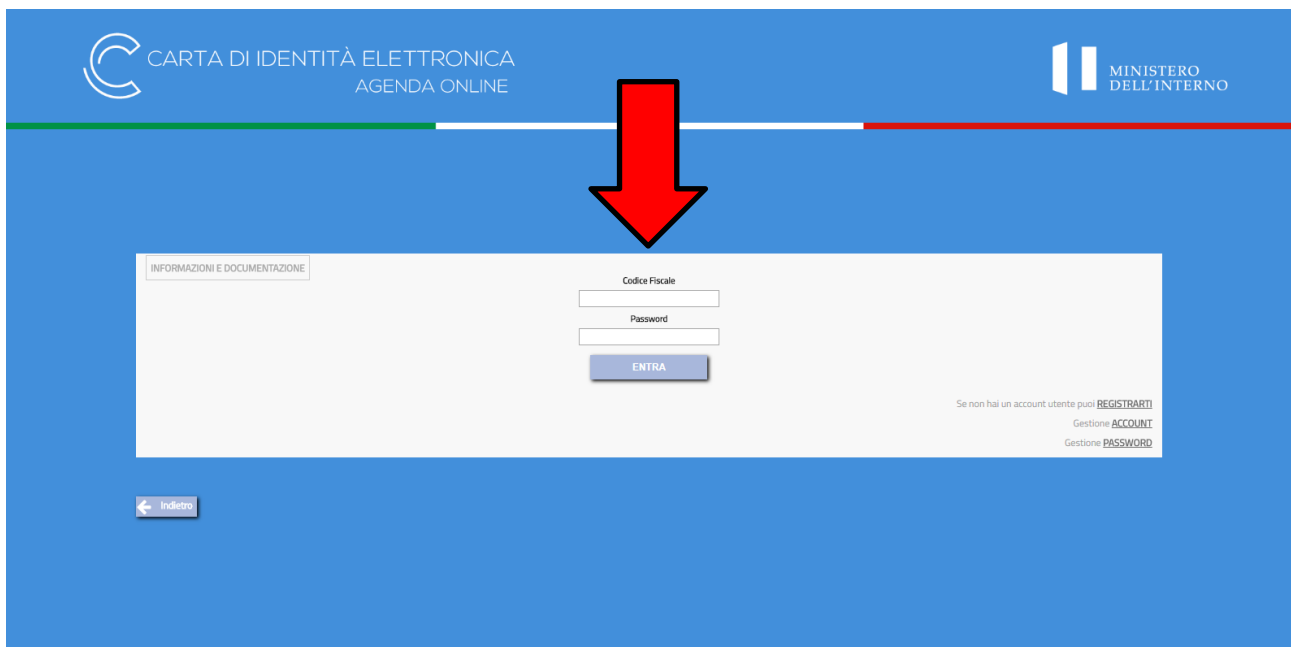 CARTA DI IDENTITÀ ELETTRONICA
AGENDA ONLINE
MINISTERO
DELL'INTERNO
INFORMAZIONI E DOCUMENTAZIONE
Codice Fiscale
Password
ENTRA
Se non hai un account utente puoi REGISTRARTI
Gestione ACCOUNT
Gestione PASSWORD
Indietro